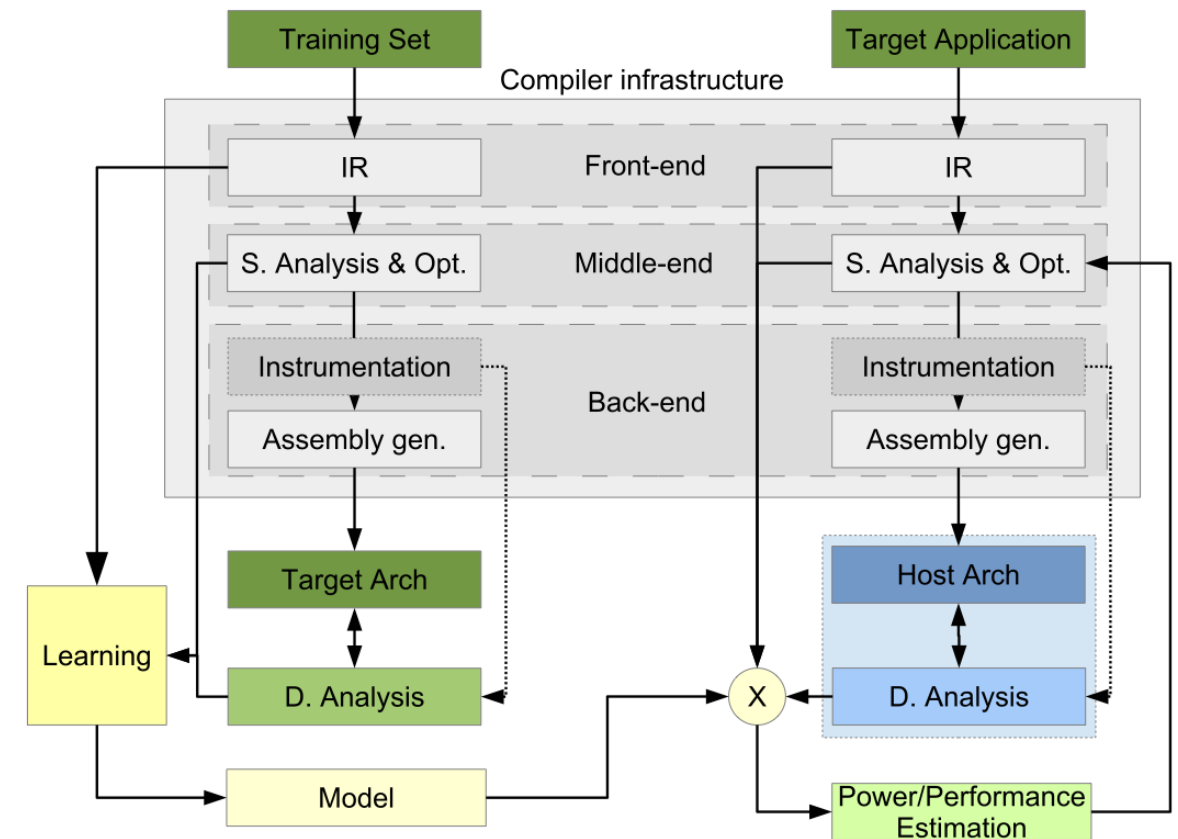 Training Set
Target Application
Compiler infrastructure
IR
Front-end
IR
S. Analysis & Opt.
Middle-end
S. Analysis & Opt.
Instrumentation
Instrumentation
Back-end
Assembly gen.
Assembly gen.
Target Arch
Host Arch
Learning
D. Analysis
X
D. Analysis
Model
Power/Performance
Estimation